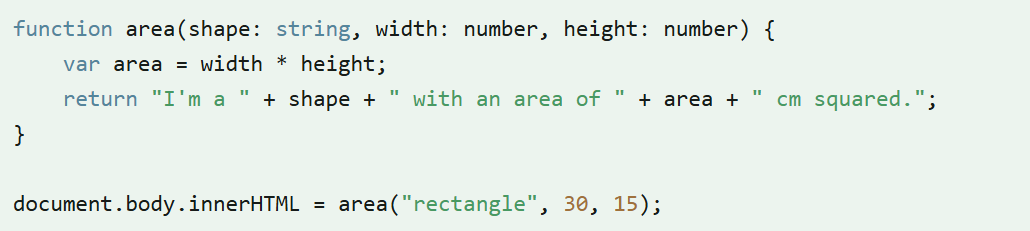 function area(shape: string, width: number, height: number) {
    var area = width * height;
    return "I'm a " + shape + " with an area of " + area + " cm squared.";
}

document.body.innerHTML = area("rectangle", 30, 15);